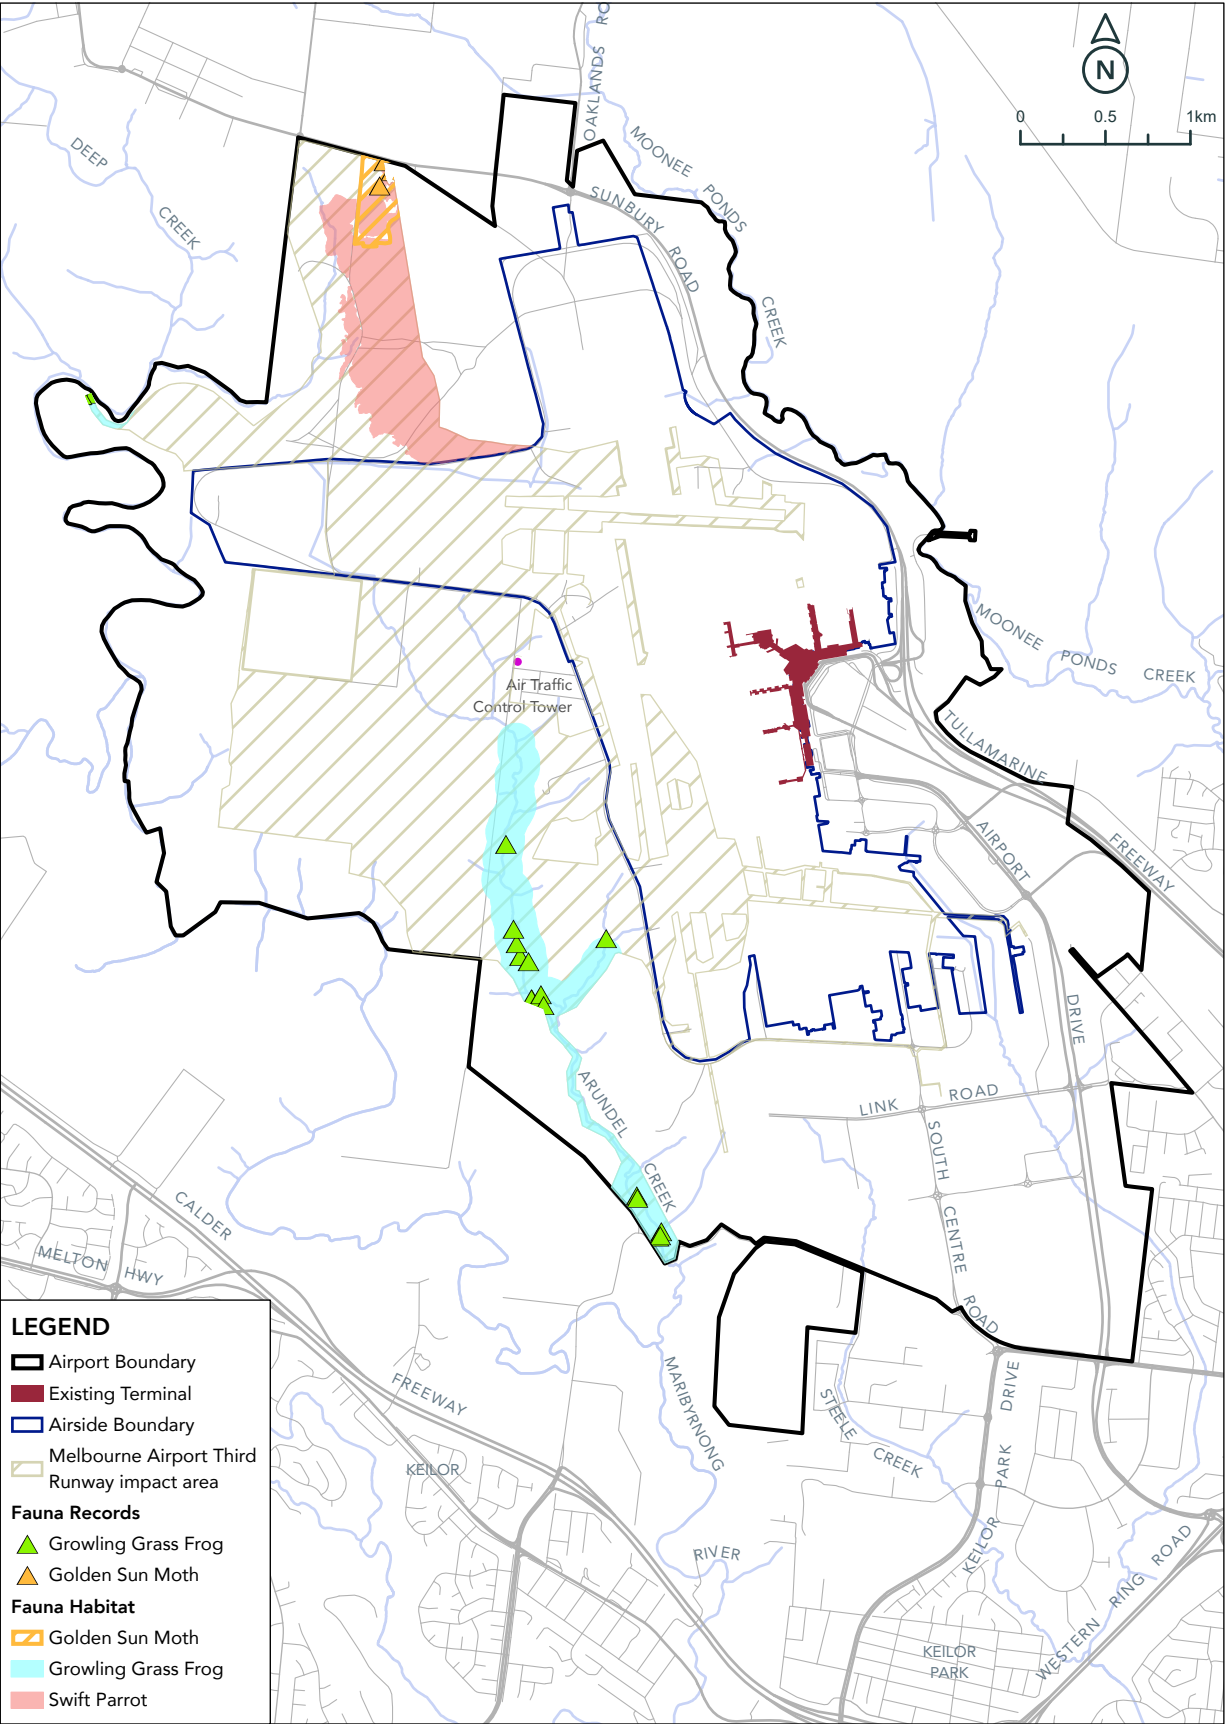 OAKLANDS RO
N
0 0.5 1km
DEEP
CREEK
MOONEE
PONDS
CREEK
SUNBURY
ROAD
MOONEE
PONDS
CREEK
Air Traffic
Control Tower
TULLAMARINE
FREEWAY
AIRPORT
DRIVE
LINK
ROAD
SOUTH
CENTRE
ROAD
ARUNDEL
CREEK
CALDER
FREEWAY
MELTON
HWY
KEILOR
MARIBYRNONG
RIVER
STEELE
CREEK
KEILOR
PARK
DRIVE
WESTERN
RING
ROAD
KEILOR
PARK
LEGEND
Airport Boundary
Existing Terminal
Airside Boundary
Melbourne Airport Third
Runway impact area
Fauna Records
Growling Grass Frog
Golden Sun Moth
Fauna Habitat
Golden Sun Moth
Growling Grass Frog
Swift Parrot